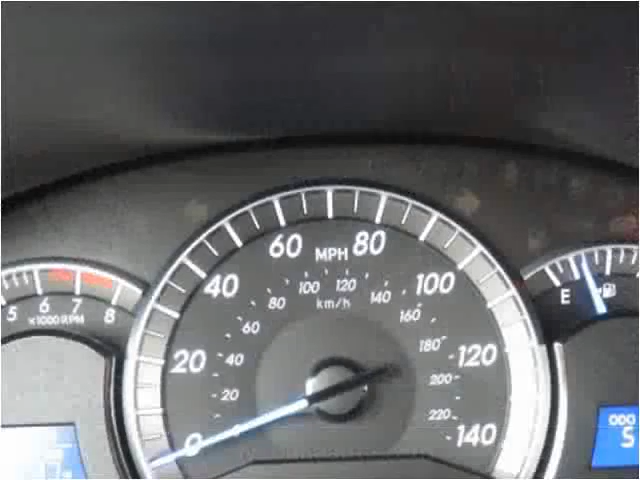 60 MPH 80
40 100
100 120
80 km/h 140
60 160
5 6 7 8
x1000RPM
E
20 40 180 120
200
20 220
0 140
000
5